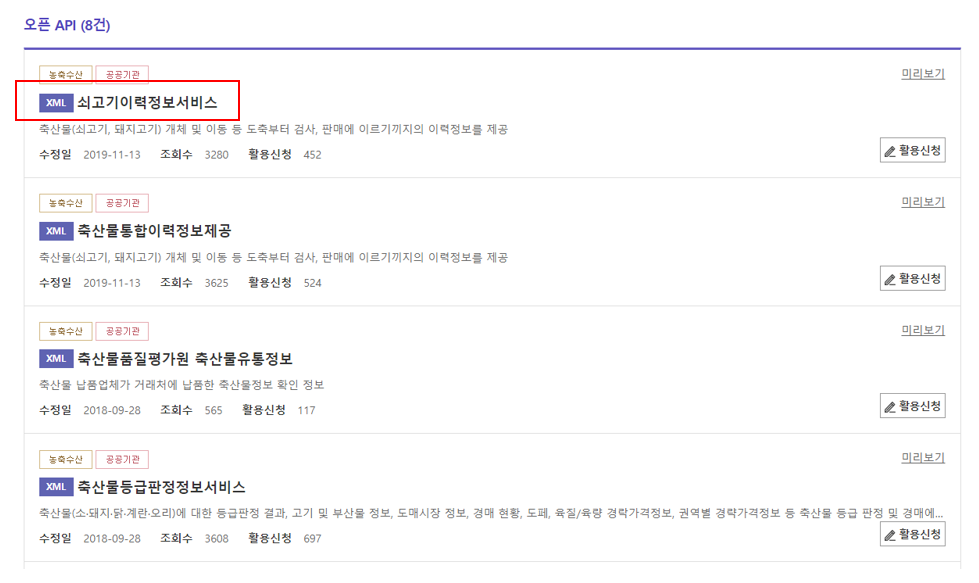 오픈 API (8건)
농축수산 공공기관 미리보기
XML 쇠고기이력정보서비스
축산물(쇠고기, 돼지고기) 개체 및 이동 등 도축부터 검사, 판매에 이르기까지의 이력정보를 제공
수정일 2019-11-13 조회수 3280 활용신청 452 활용신청
농축수산 공공기관 미리보기
XML 축산물통합이력정보제공
축산물(쇠고기, 돼지고기) 개체 및 이동 등 도축부터 검사, 판매에 이르기까지의 이력정보를 제공
수정일 2019-11-13 조회수 3625 활용신청 524 활용신청
농축수산 공공기관 미리보기
XML 축산물품질평가원 축산물유통정보
축산물 납품업체가 거래처에 납품한 축산물정보 확인 정보
수정일 2018-09-28 조회수 565 활용신청 117 활용신청
농축수산 공공기관 미리보기
XML 축산물등급판정정보서비스
축산물(소·돼지·닭·계란·오리)에 대한 등급판정 결과, 고기 및 부산물 정보, 도매시장 정보, 경매 현황, 도폐, 육질/육량 경락가격정보, 권역별 경략가격정보 등 축산물 등급 판정 및 경매에...
수정일 2018-09-28 조회수 3608 활용신청 697 활용신청